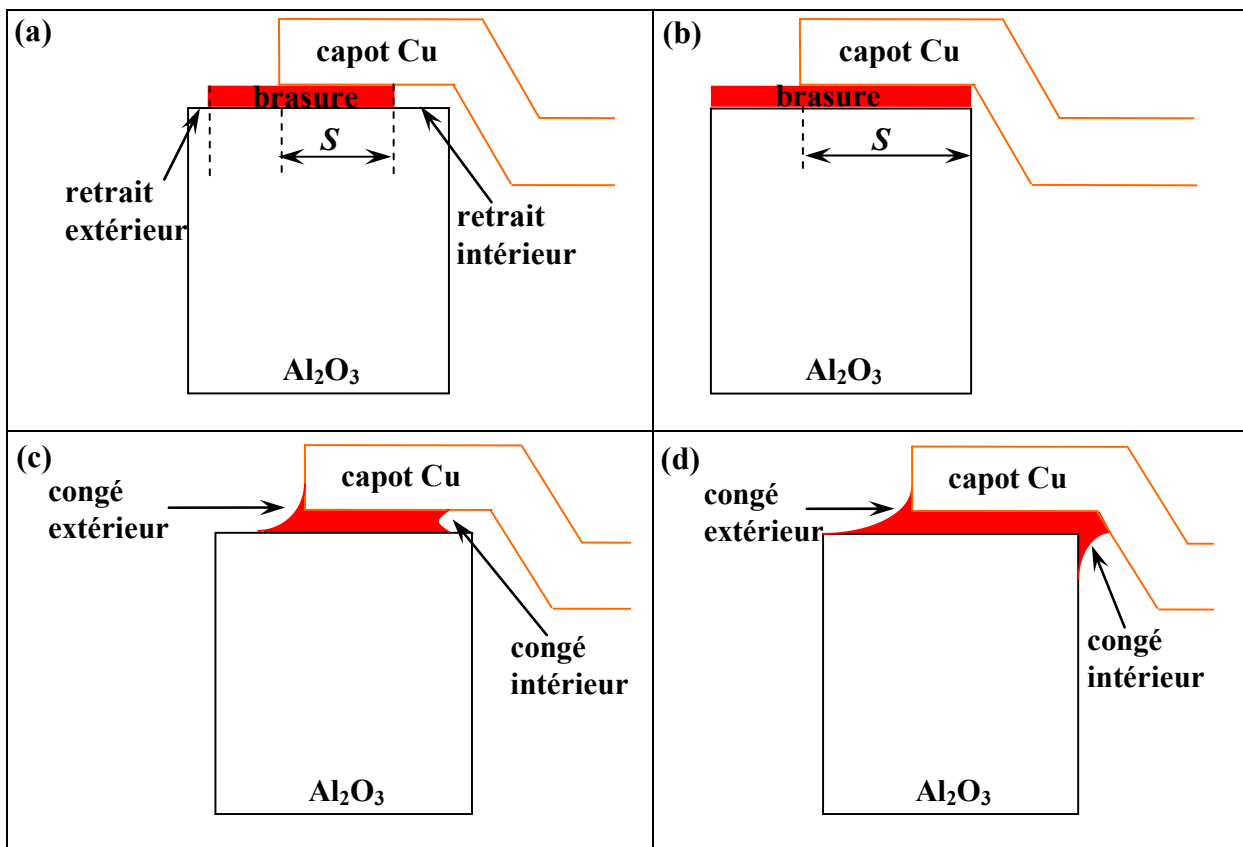 (a)
capot Cu
brasure
S
retrait
extérieur
retrait
intérieur
Al2O3
(b)
capot Cu
brasure
S
Al2O3
(c)
capot Cu
congé
extérieur
congé
intérieur
Al2O3
(d)
capot Cu
congé
extérieur
congé
intérieur
Al2O3